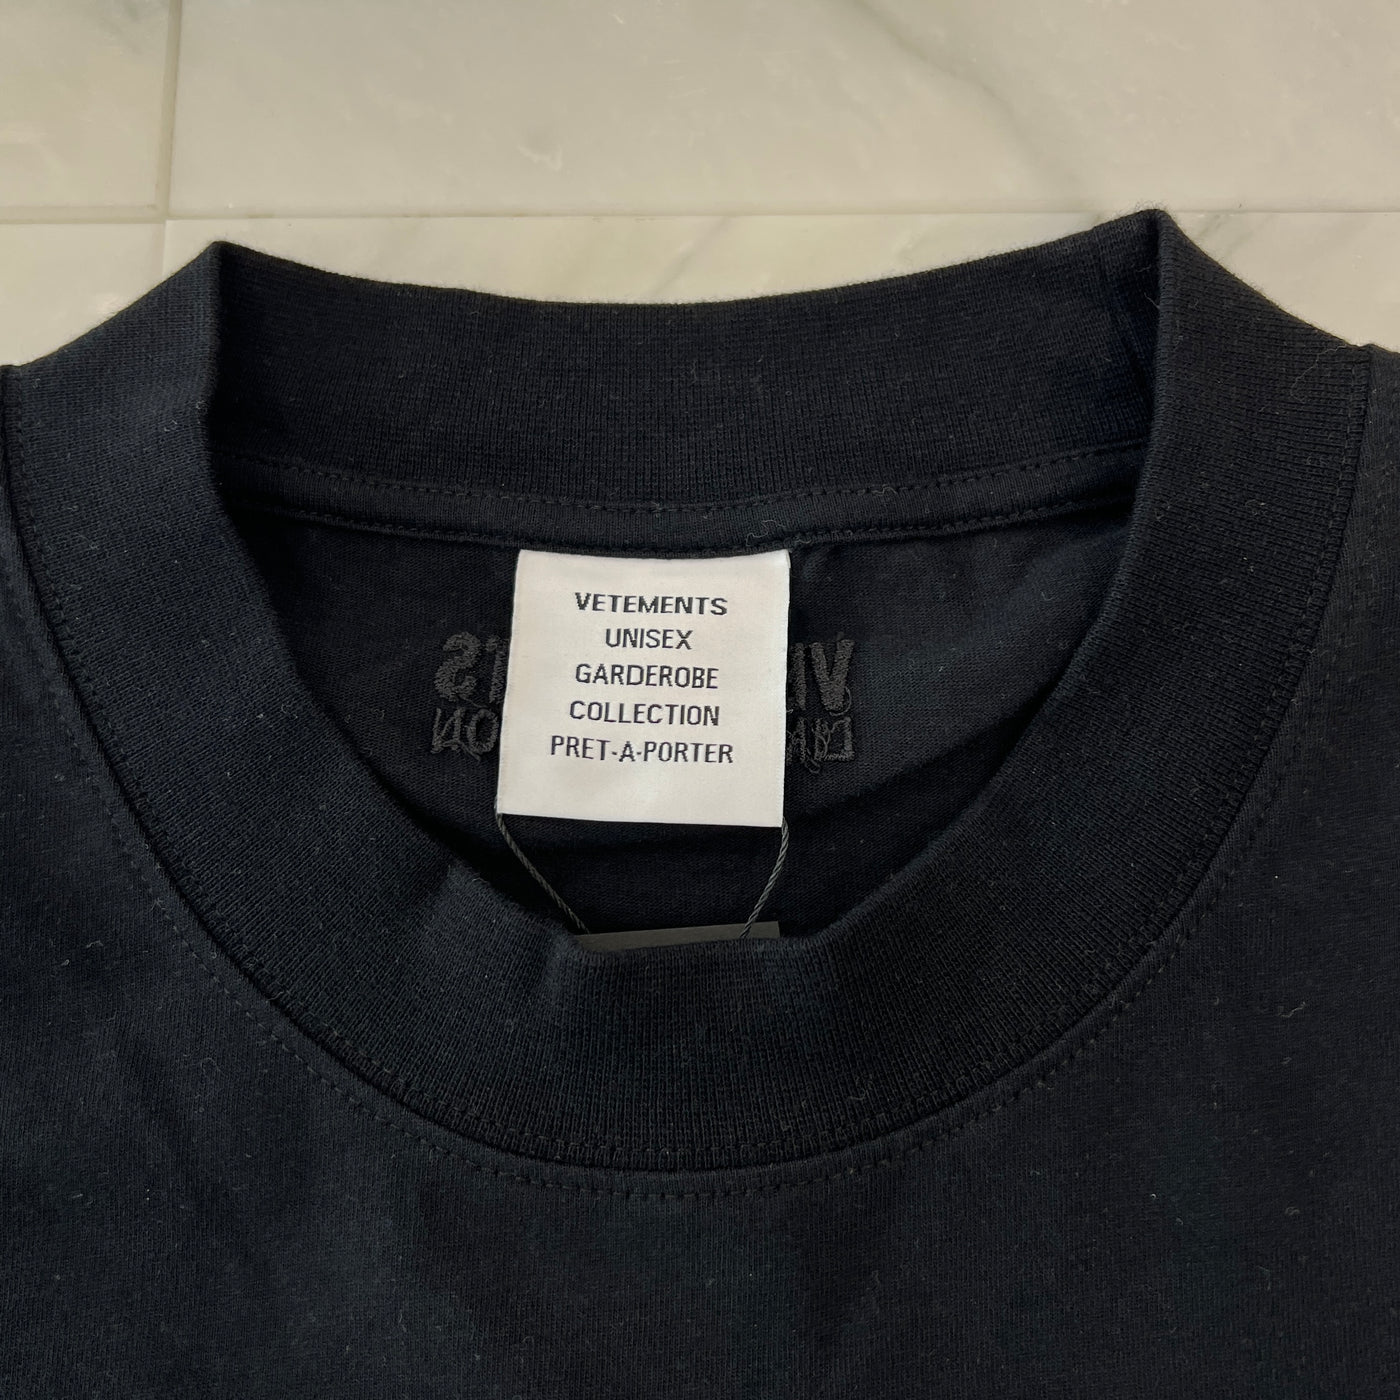 VETEMENTS
UNISEX
GARDEROBE
COLLECTION
PRET-A-PORTER